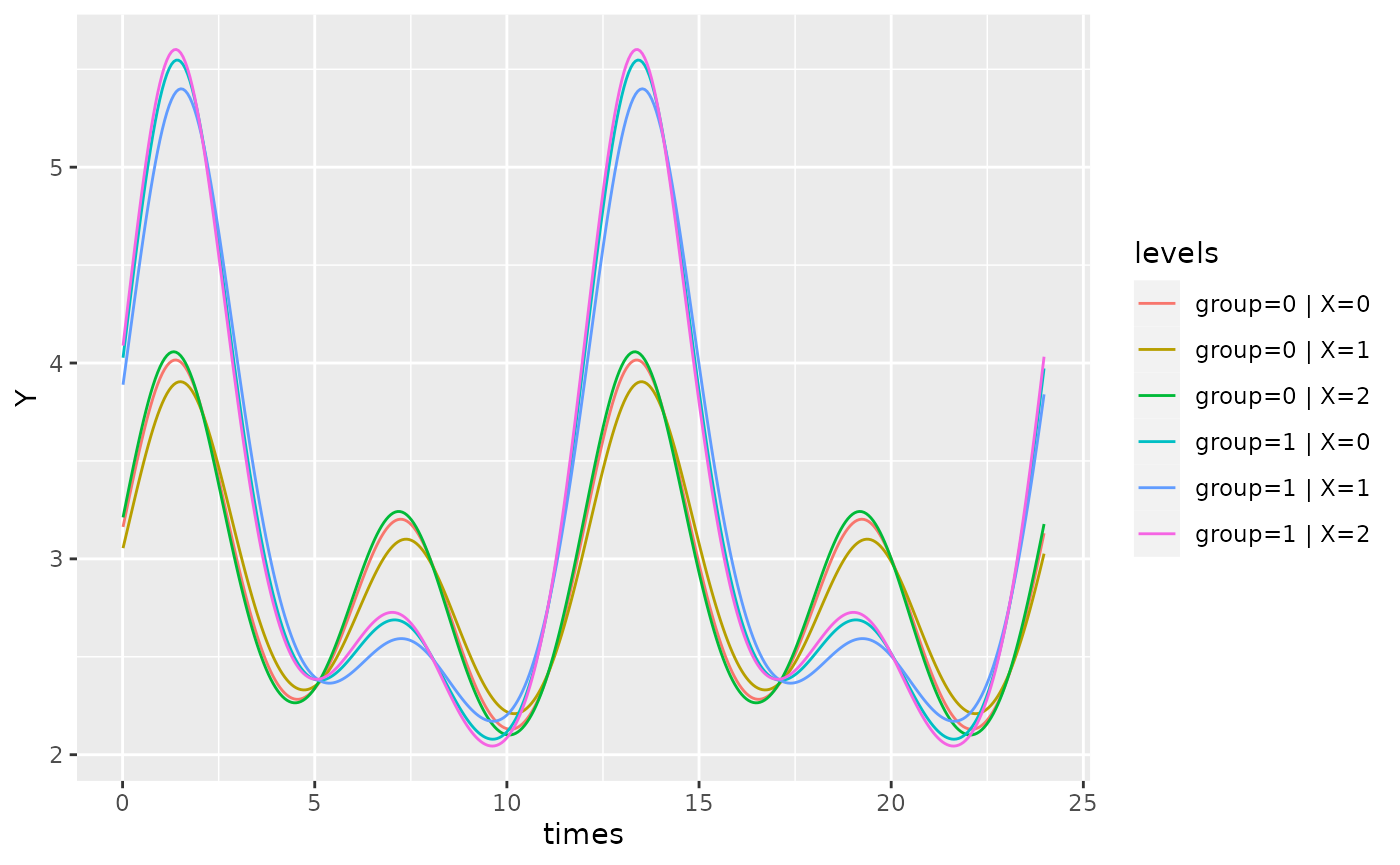 Y
5
4
3
2
0 5 10 15 20 25
times
levels
group=0 | X=0
group=0 | X=1
group=0 | X=2
group=1 | X=0
group=1 | X=1
group=1 | X=2